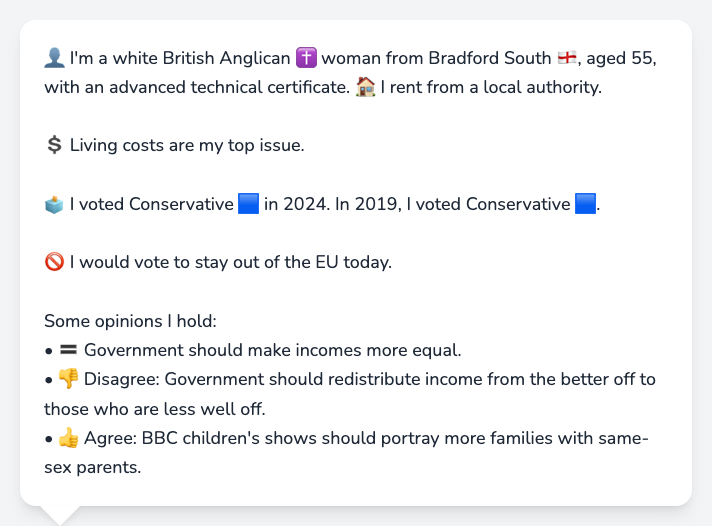 👤 I'm a white British Anglican ✝️ woman from Bradford South 🏴󠁧󠁢󠁥󠁮󠁧󠁿, aged 55,
with an advanced technical certificate. 🏠 I rent from a local authority.
💲 Living costs are my top issue.
🗳️ I voted Conservative 🟦 in 2024. In 2019, I voted Conservative 🟦.
🚫 I would vote to stay out of the EU today.
Some opinions I hold:
• 🟰 Government should make incomes more equal.
• 👎 Disagree: Government should redistribute income from the better off to
those who are less well off.
• 👍 Agree: BBC children's shows should portray more families with same-
sex parents.